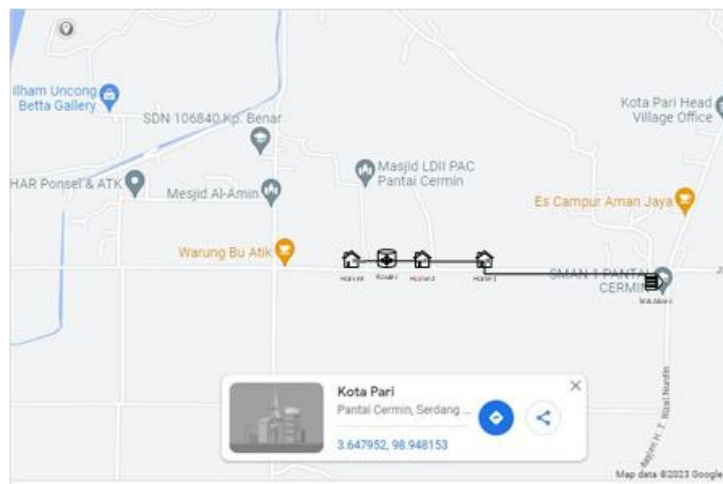 Ilham Uncong
Betta Gallery
SDN 106840 Kp. Benar
Kota Pari Head
Village Office
HAR Ponsel & ATK
Mesjid Al-Amin
Masjid LDII PAC
Pantai Cermin
Es Campur Aman Jaya
Warung Bu Atik
SMAN 1 PANTAI
CERMIN
Kota Pari
Pantai Cermin, Serdang ...
3.647952, 98.948153
Map data ©2023 Google